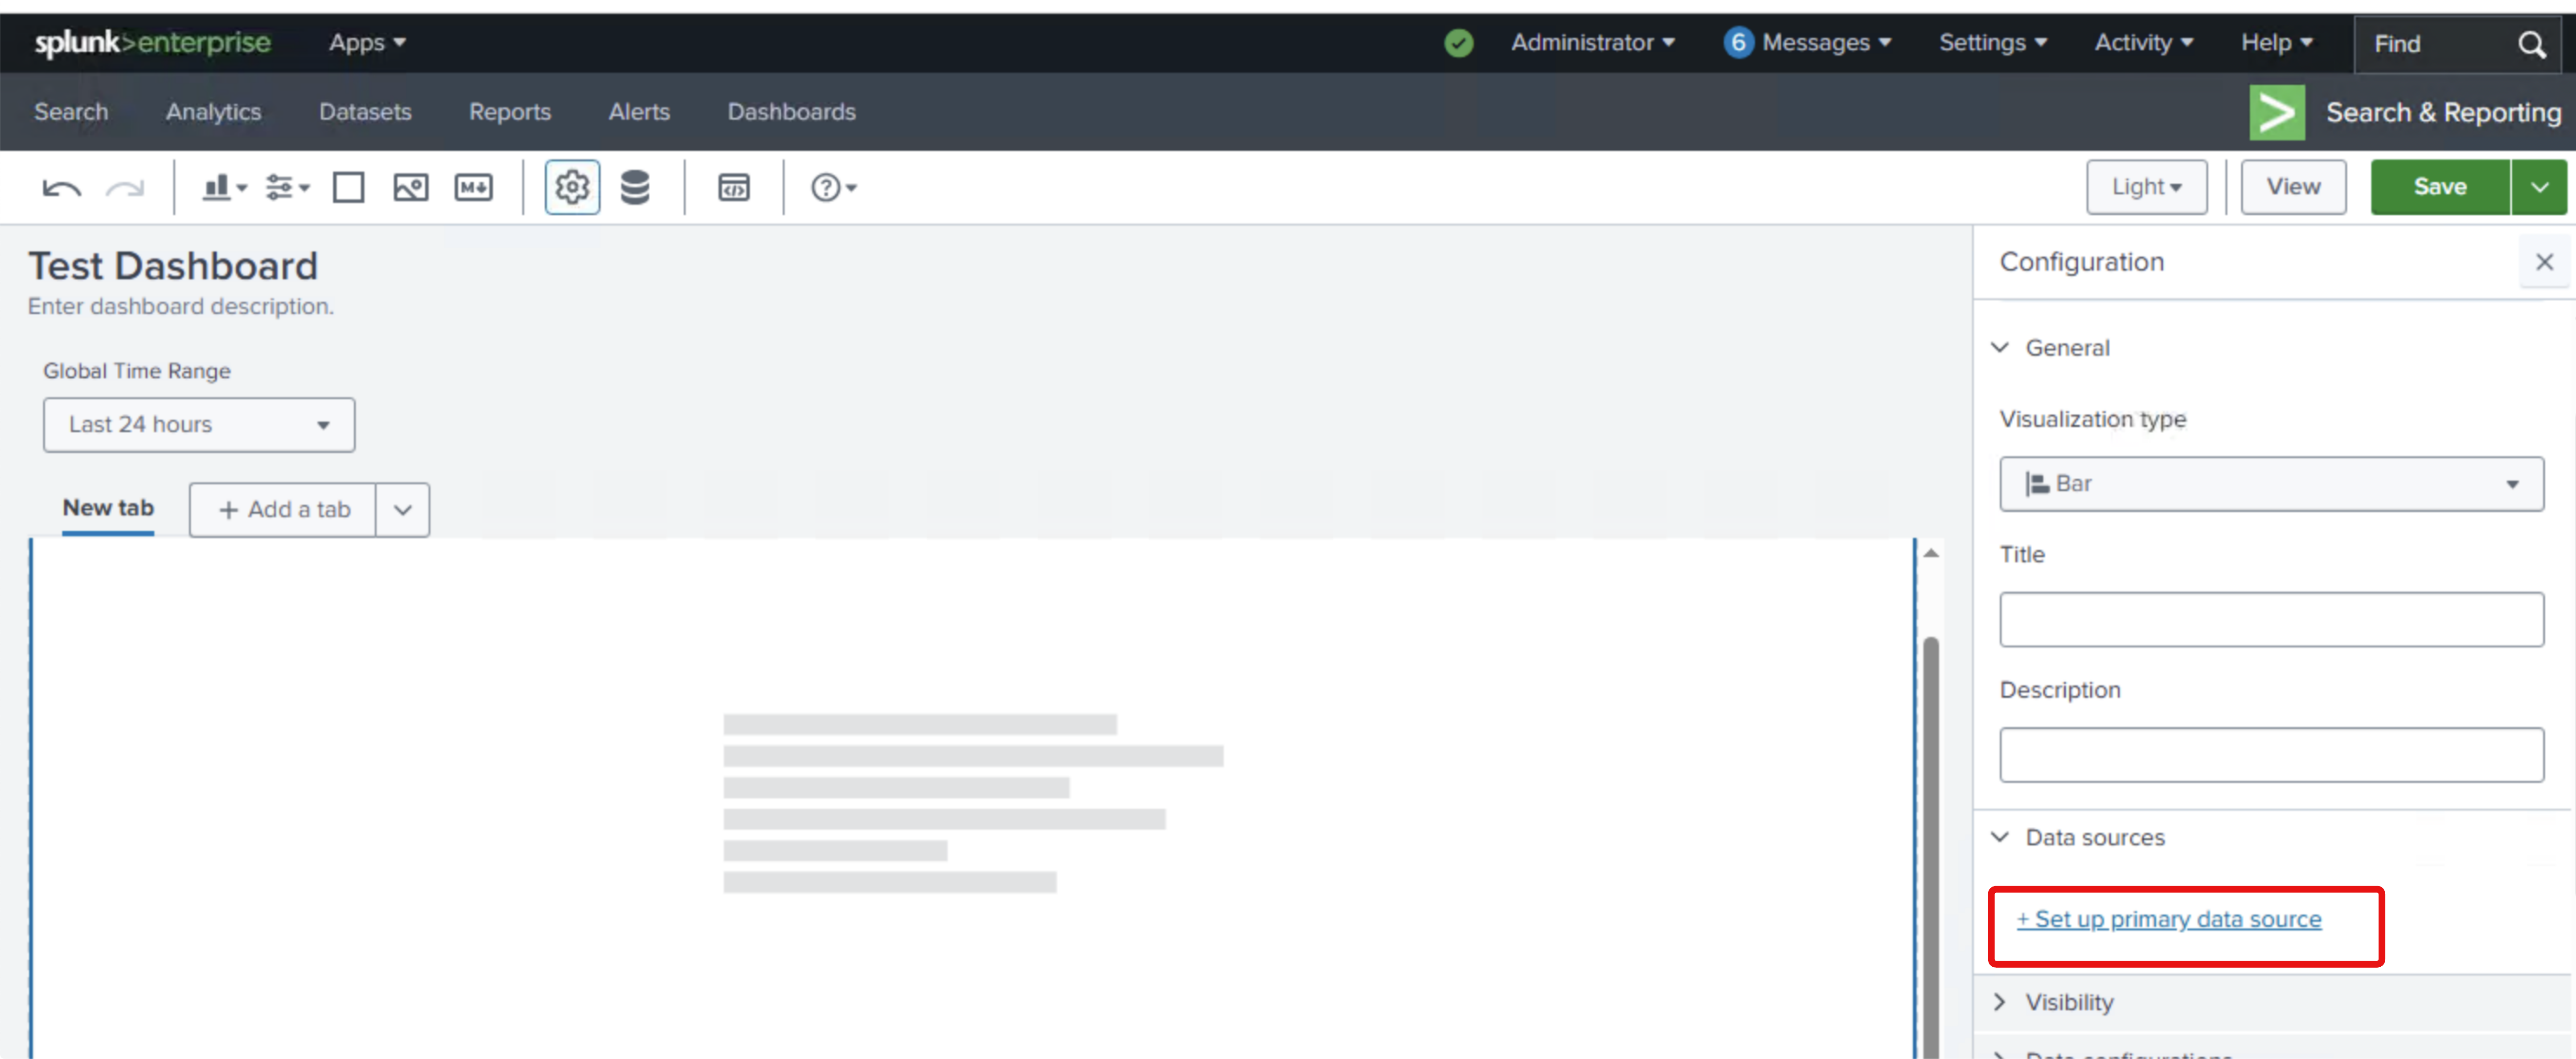 splunk>enterprise Apps Administrator 6 Messages Settings Activity Help Find
Search Analytics Datasets Reports Alerts Dashboards Search & Reporting
M Light View Save
Test Dashboard
Enter dashboard description.
Global Time Range
Last 24 hours
New tab + Add a tab
Configuration
General
Visualization type
Bar
Title
Description
Data sources
+ Set up primary data source
Visibility
Data configurations